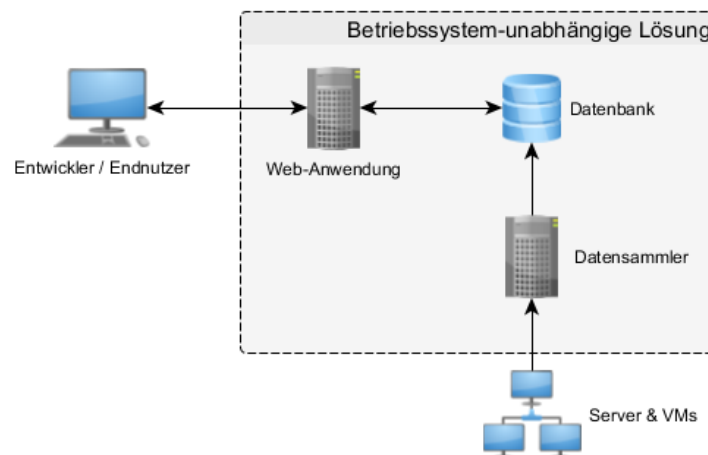 Betriebssystem-unabhängige Lösung
Datenbank
Entwickler / Endnutzer
Web-Anwendung
Datensammler
Server & VMs